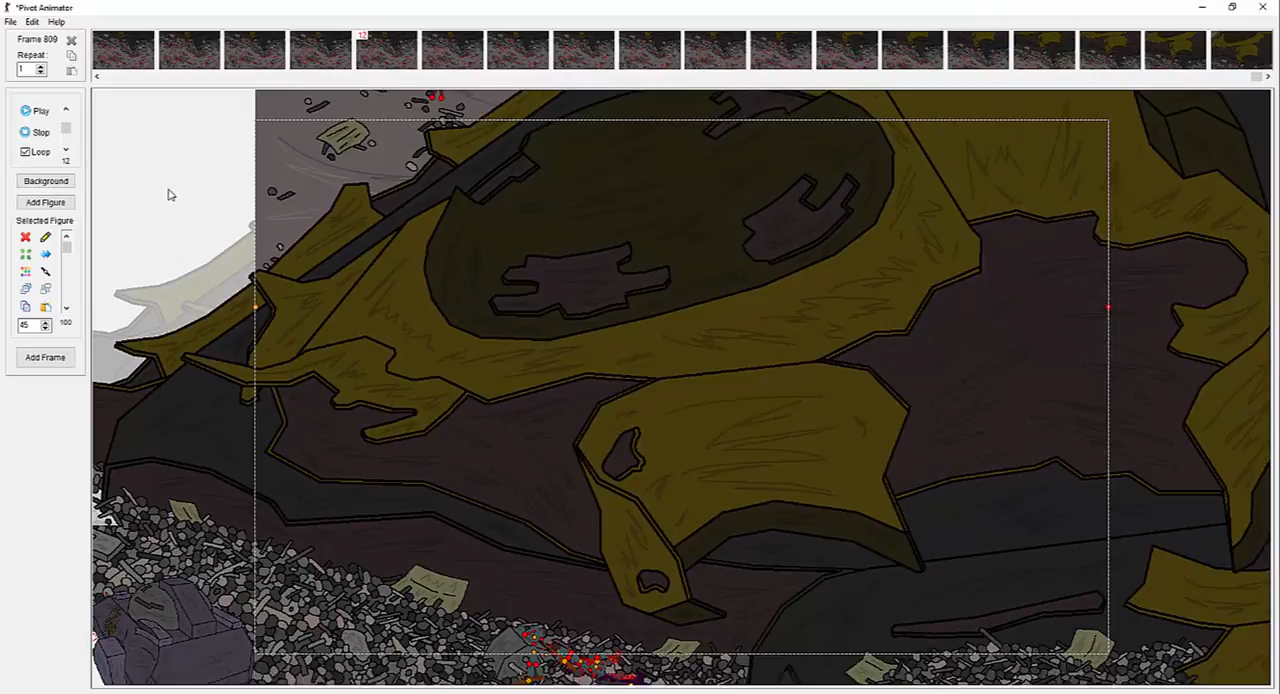 *Pivot Animator
File Edit Help
Frame 809
Repeat:
1
12
Play
Stop
Loop
12
Background
Add Figure
Selected Figure
45
100
Add Frame